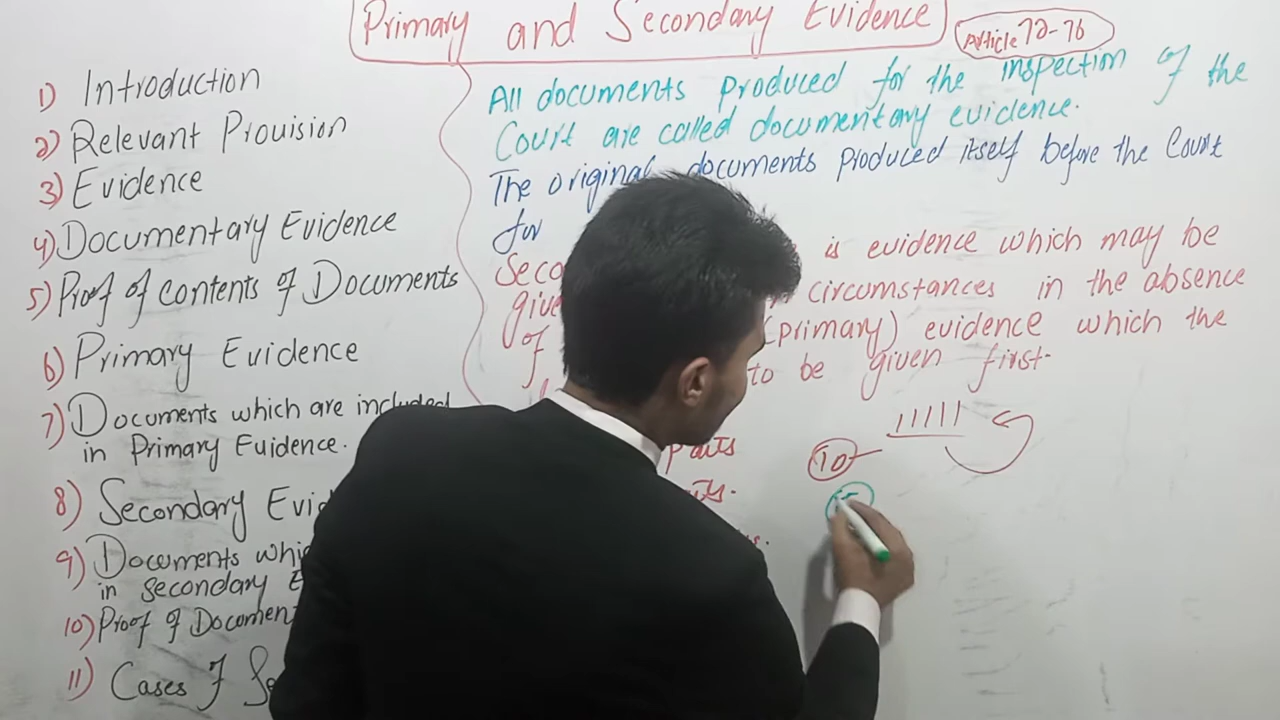 Primary and Secondary Evidence
Article 72-76
1) Introduction
2) Relevant Provision
3) Evidence
4) Documentary Evidence
5) Proof of contents of Documents
6) Primary Evidence
7) Documents which are included
in Primary Evidence.
8) Secondary Evi
9) Documents whi
in secondary E
10) Proof of Documen
11) Cases of Se
All documents produced for the inspection of the
Court are called documentary evidence.
The original documents produced itself before the Court
for
Seco is evidence which may be
give circumstances in the absence
of (primary) evidence which the
to be given first.
parts
10